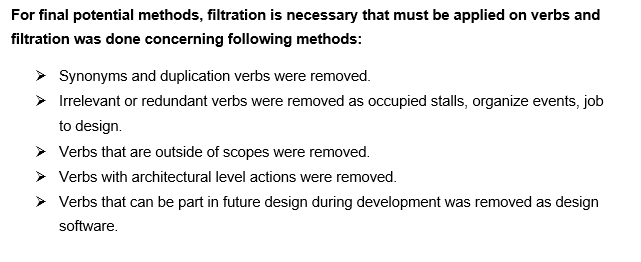 For final potential methods, filtration is necessary that must be applied on verbs and
filtration was done concerning following methods:
➢ Synonyms and duplication verbs were removed.
➢ Irrelevant or redundant verbs were removed as occupied stalls, organize events, job
to design.
➢ Verbs that are outside of scopes were removed.
➢ Verbs with architectural level actions were removed.
➢ Verbs that can be part in future design during development was removed as design
software.